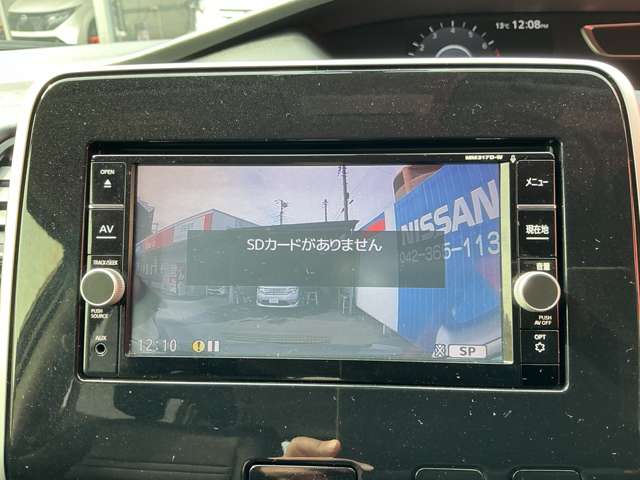 13℃ 12:08PM
MM317D-W
OPEN
メニュー
AV
現在地
NISSAN
042-365-113
SDカードがありません
TRACK/SEEK
音量
PUSH
SOURCE
PUSH
AV OFF
AUX
OPT
12:10
SP